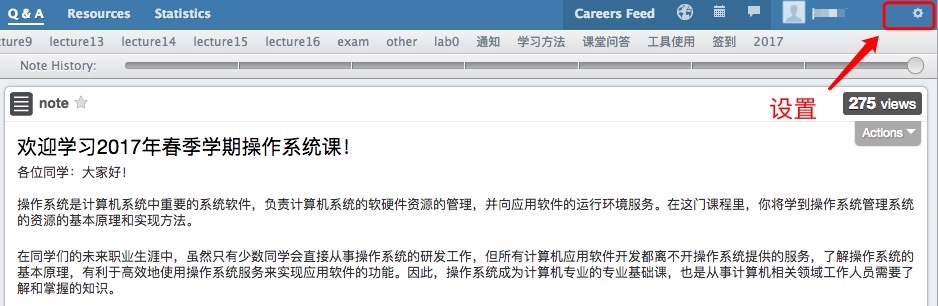 Q & A Resources Statistics Careers Feed
cture9 lecture13 lecture14 lecture15 lecture16 exam other lab0 通知 学习方法 课堂问答 工具使用 签到 2017
Note History:
设置
note 275 views
Actions
欢迎学习2017年春季学期操作系统课!
各位同学：大家好!
操作系统是计算机系统中重要的系统软件，负责计算机系统的软硬件资源的管理，并向应用软件的运行环境服务。在这门课程里，你将学到操作系统管理系统
的资源的基本原理和实现方法。
在同学们的未来职业生涯中，虽然只有少数同学会直接从事操作系统的研发工作，但所有计算机应用软件开发都离不开操作系统提供的服务，了解操作系统的
基本原理，有利于高效地使用操作系统服务来实现应用软件的功能。因此，操作系统成为计算机专业的专业基础课，也是从事计算机相关领域工作人员需要了
解和掌握的知识。